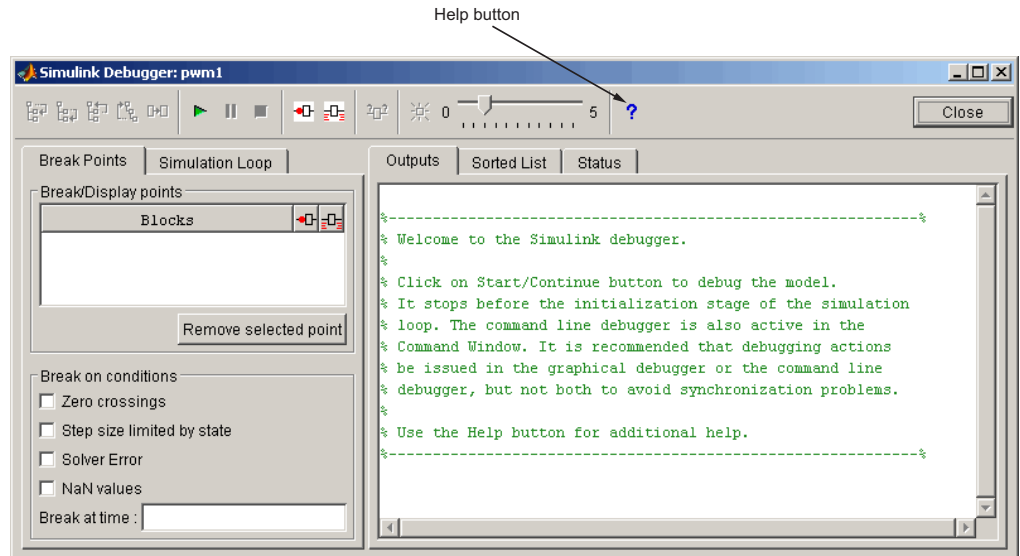 Help button
Simulink Debugger: pwm1
0
5
?
Close
Break Points
Simulation Loop
Outputs
Sorted List
Status
Break/Display points
Blocks
Remove selected point
Break on conditions
Zero crossings
Step size limited by state
Solver Error
NaN values
Break at time :
%------------------------------------------------------------%
% Welcome to the Simulink debugger.
%
% Click on Start/Continue button to debug the model.
% It stops before the initialization stage of the simulation
% loop. The command line debugger is also active in the
% Command Window. It is recommended that debugging actions
% be issued in the graphical debugger or the command line
% debugger, but not both to avoid synchronization problems.
%
% Use the Help button for additional help.
%------------------------------------------------------------%